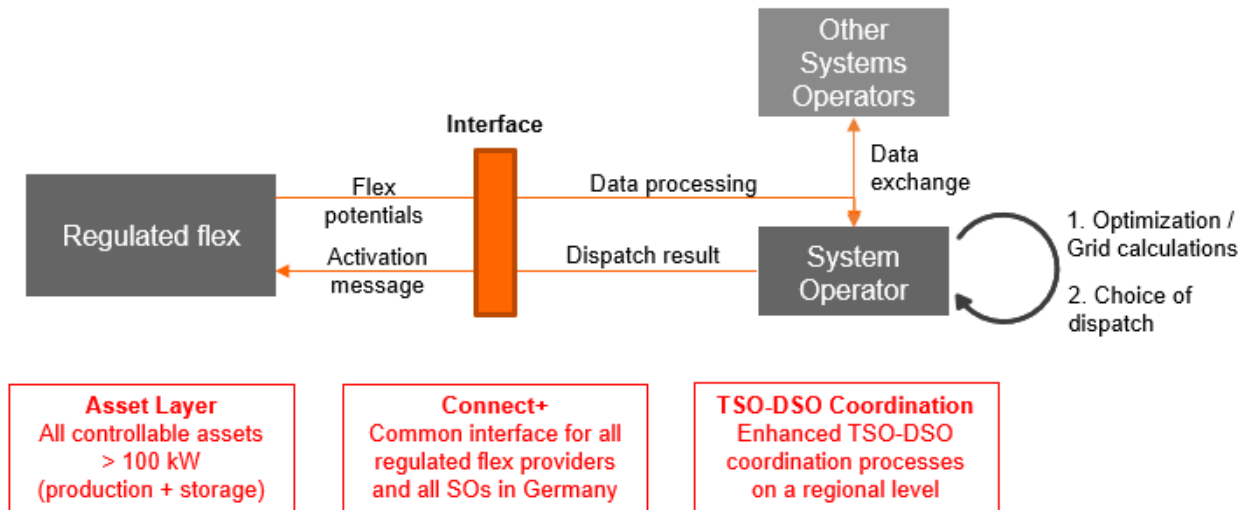 Other
Systems
Operators
Interface
Regulated flex
Flex
potentials
Activation
message
Data processing
Dispatch result
Data
exchange
System
Operator
1. Optimization /
Grid calculations
2. Choice of
dispatch
Asset Layer
All controllable assets
> 100 kW
(production + storage)
Connect+
Common interface for all
regulated flex providers
and all SOs in Germany
TSO-DSO Coordination
Enhanced TSO-DSO
coordination processes
on a regional level